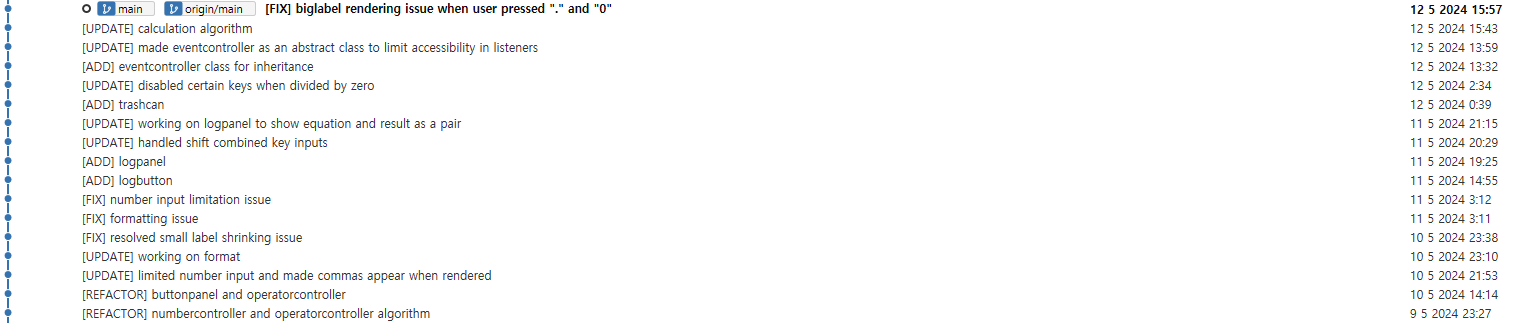 main origin/main [FIX] biglabel rendering issue when user pressed "." and "0" 12 5 2024 15:57
[UPDATE] calculation algorithm 12 5 2024 15:43
[UPDATE] made eventcontroller as an abstract class to limit accessibility in listeners 12 5 2024 13:59
[ADD] eventcontroller class for inheritance 12 5 2024 13:32
[UPDATE] disabled certain keys when divided by zero 12 5 2024 2:34
[ADD] trashcan 12 5 2024 0:39
[UPDATE] working on logpanel to show equation and result as a pair 11 5 2024 21:15
[UPDATE] handled shift combined key inputs 11 5 2024 20:29
[ADD] logpanel 11 5 2024 19:25
[ADD] logbutton 11 5 2024 14:55
[FIX] number input limitation issue 11 5 2024 3:12
[FIX] formatting issue 11 5 2024 3:11
[FIX] resolved small label shrinking issue 10 5 2024 23:38
[UPDATE] working on format 10 5 2024 23:10
[UPDATE] limited number input and made commas appear when rendered 10 5 2024 21:53
[REFACTOR] buttonpanel and operatorcontroller 10 5 2024 14:14
[REFACTOR] numbercontroller and operatorcontroller algorithm 9 5 2024 23:27